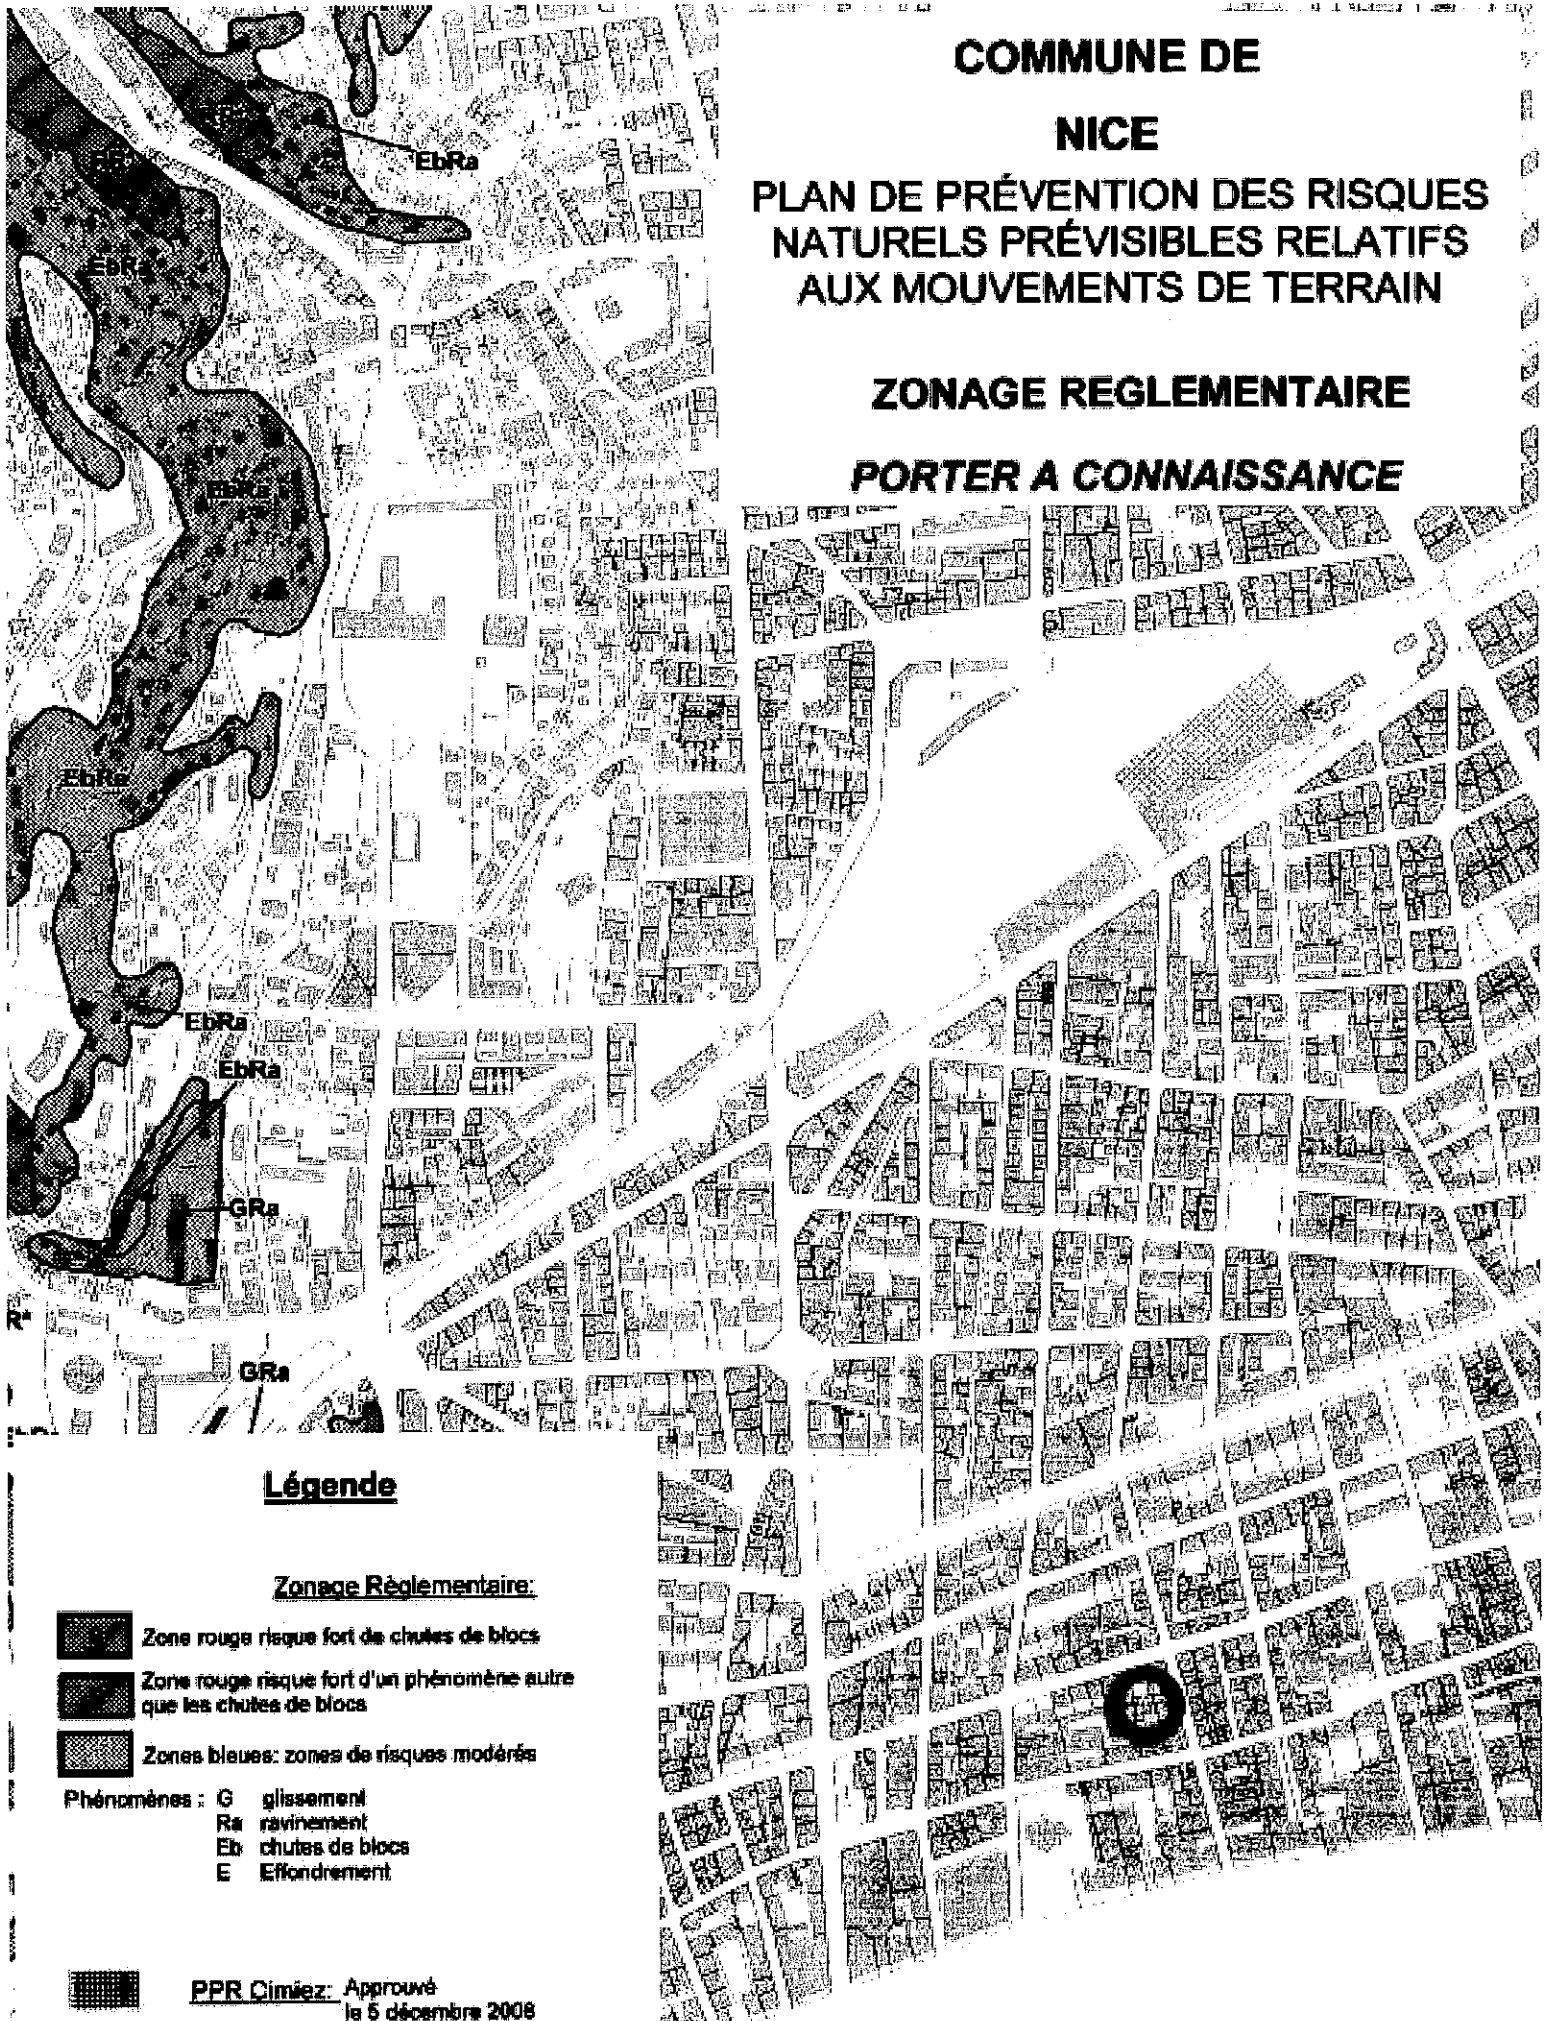 COMMUNE DE
NICE
PLAN DE PRÉVENTION DES RISQUES
NATURELS PRÉVISIBLES RELATIFS
AUX MOUVEMENTS DE TERRAIN
ZONAGE REGLEMENTAIRE
PORTER A CONNAISSANCE
EbRa
EbRa
EbRa
EbRa
EbRa
EbRa
GRa
R*
GRa
Légende
Zonage Règlementaire:
Zone rouge risque fort de chutes de blocs
Zone rouge risque fort d'un phénomène autre
que les chutes de blocs
Zones bleues: zones de risques modérés
Phénomènes : G glissement
Ra ravinement
Eb chutes de blocs
E Effondrement
PPR Cimiez: Approuvé
le 5 décembre 2008